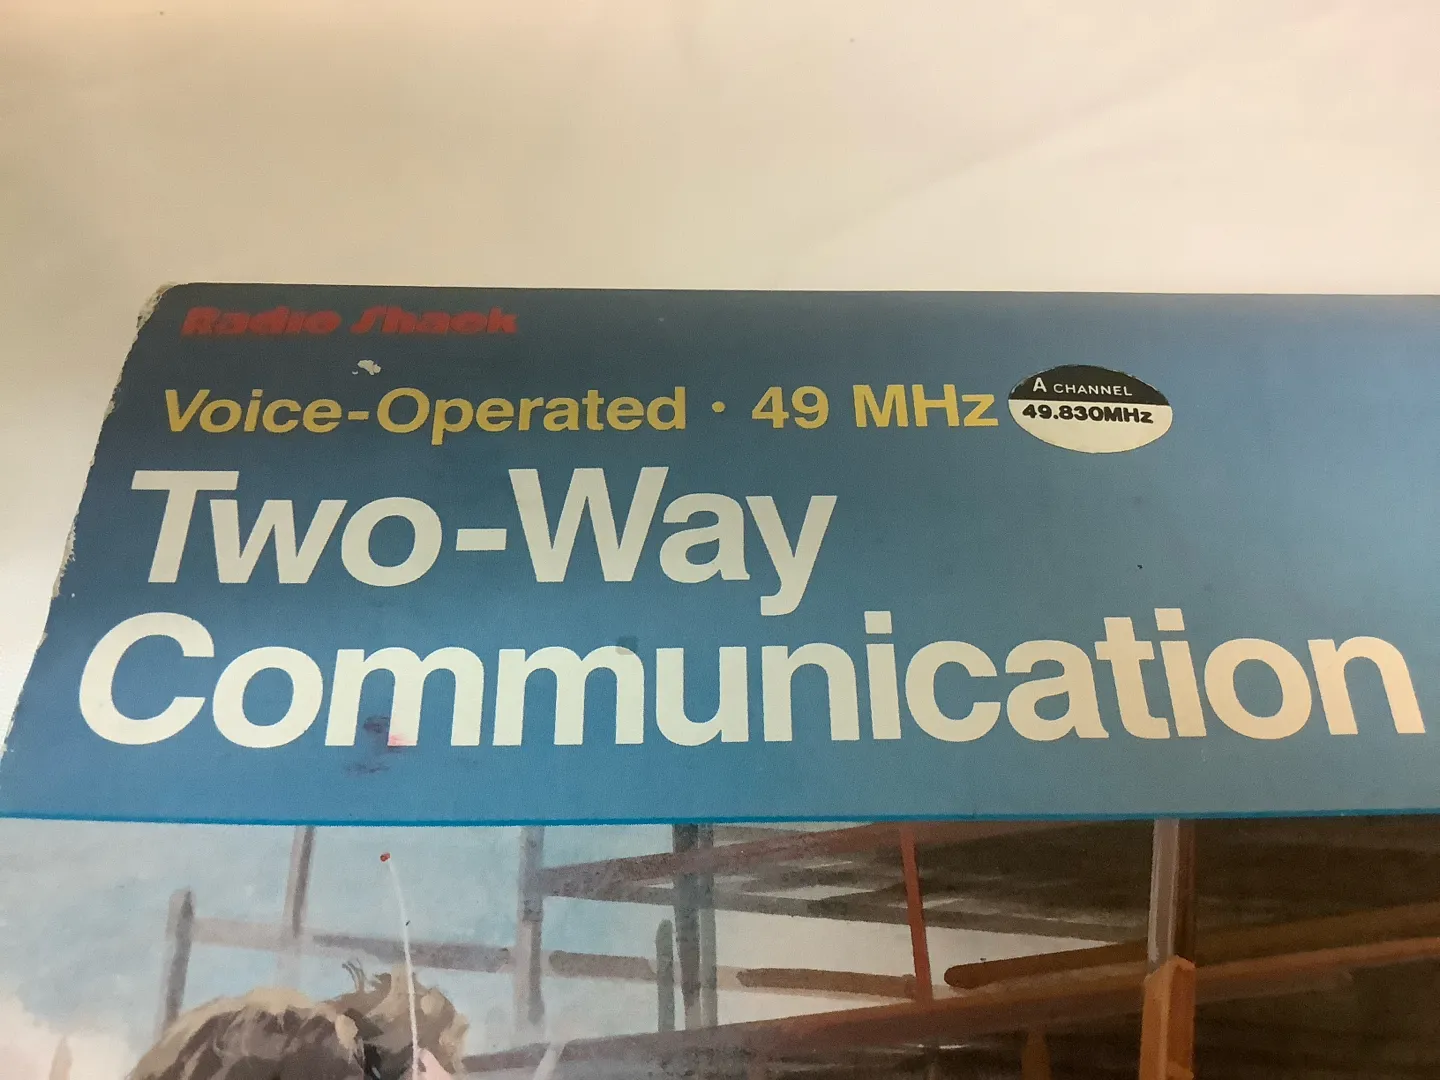 Radio Shack
Voice-Operated · 49 MHz
A CHANNEL
49.830MHz
Two-Way
Communication